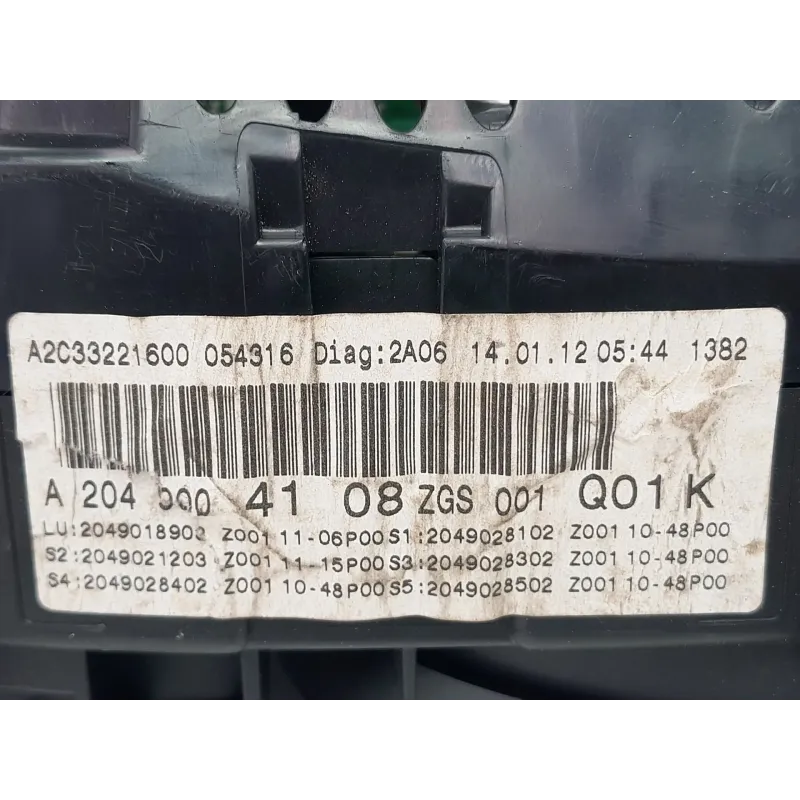 A2C33221600 054316 Diag:2A06 14.01.12 05:44 1382
A 204 900 41 08 ZGS 001 Q01 K
LU:2049018903 Z001 11-06P00 S1:2049028102 Z001 10-48P00
S2:2049021203 Z001 11-15P00 S3:2049028302 Z001 10-48P00
S4:2049028402 Z001 10-48P00 S5:2049028502 Z001 10-48P00